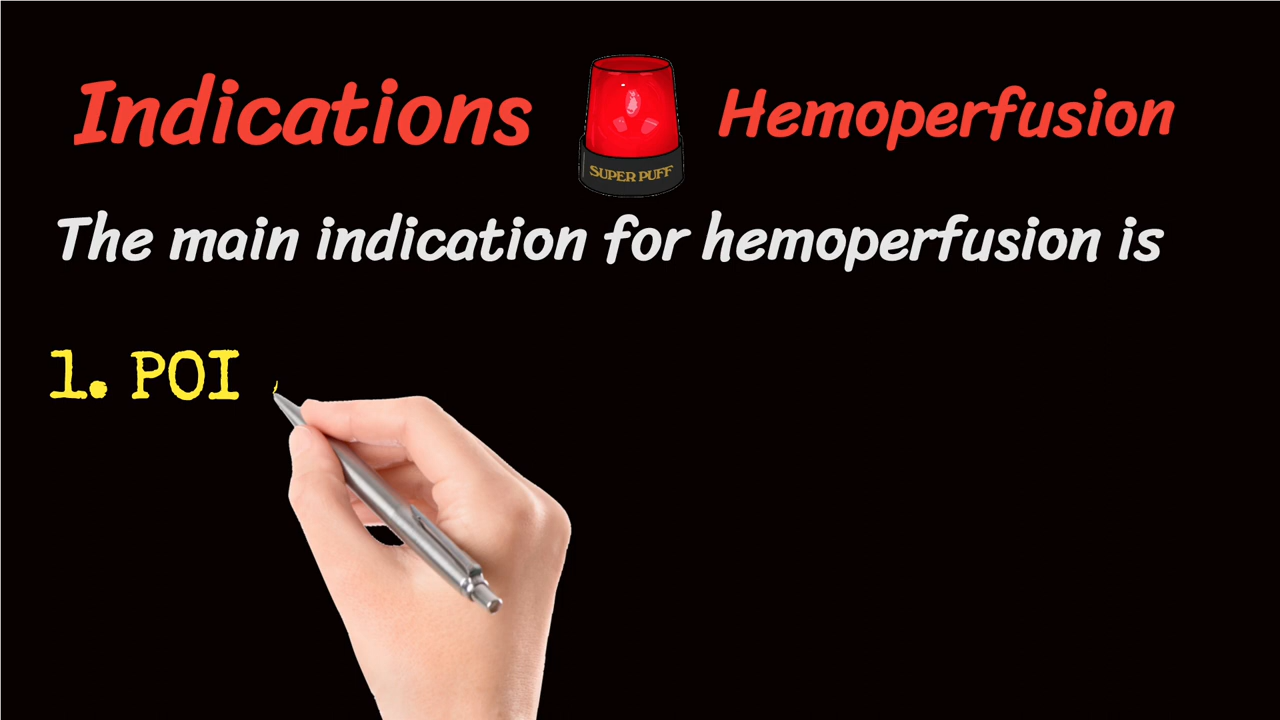 Indications Hemoperfusion
SUPER PUFF
The main indication for hemoperfusion is
1. POI